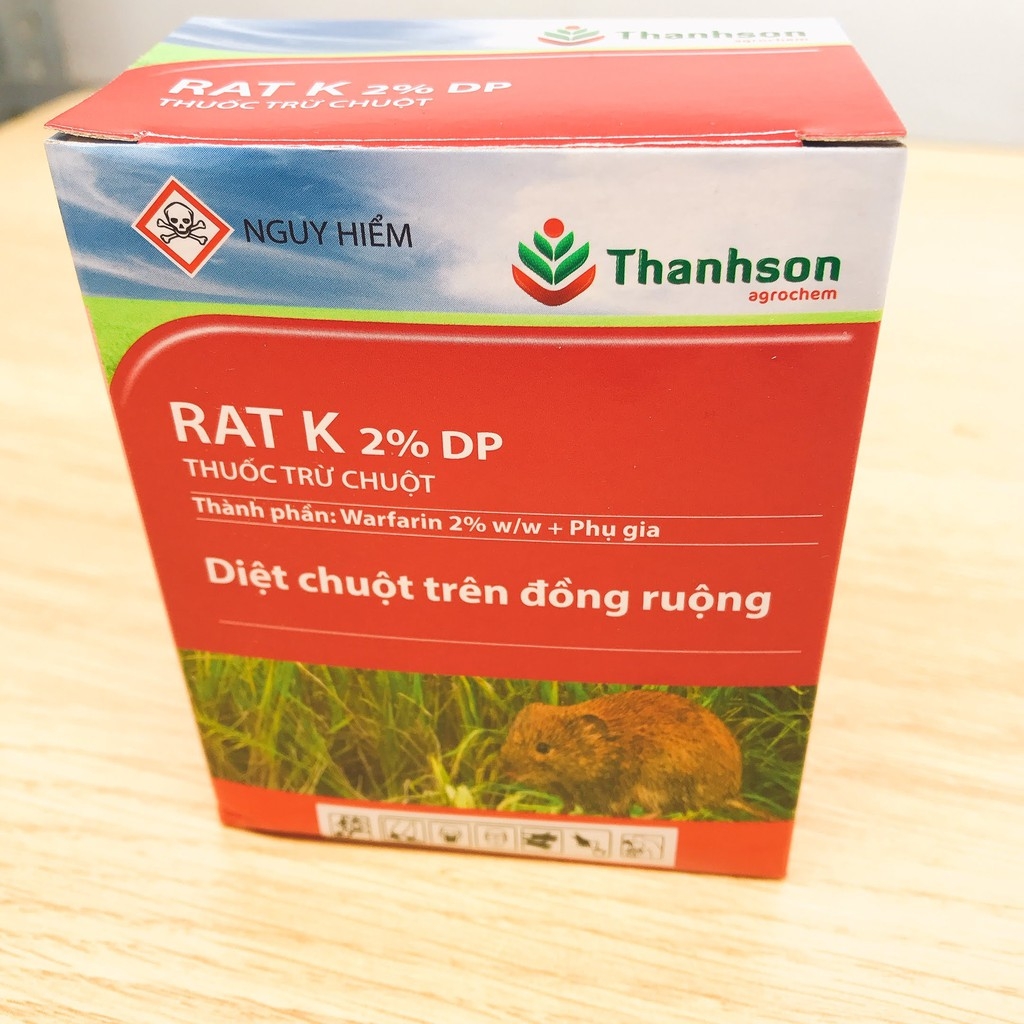 Thanhson
agrochem
RAT K 2% DP
THUỐC TRỪ CHUỘT
NGUY HIỂM
Thanhson
agrochem
RAT K 2% DP
THUỐC TRỪ CHUỘT
Thành phần: Warfarin 2% w/w + Phụ gia
Diệt chuột trên đồng ruộng